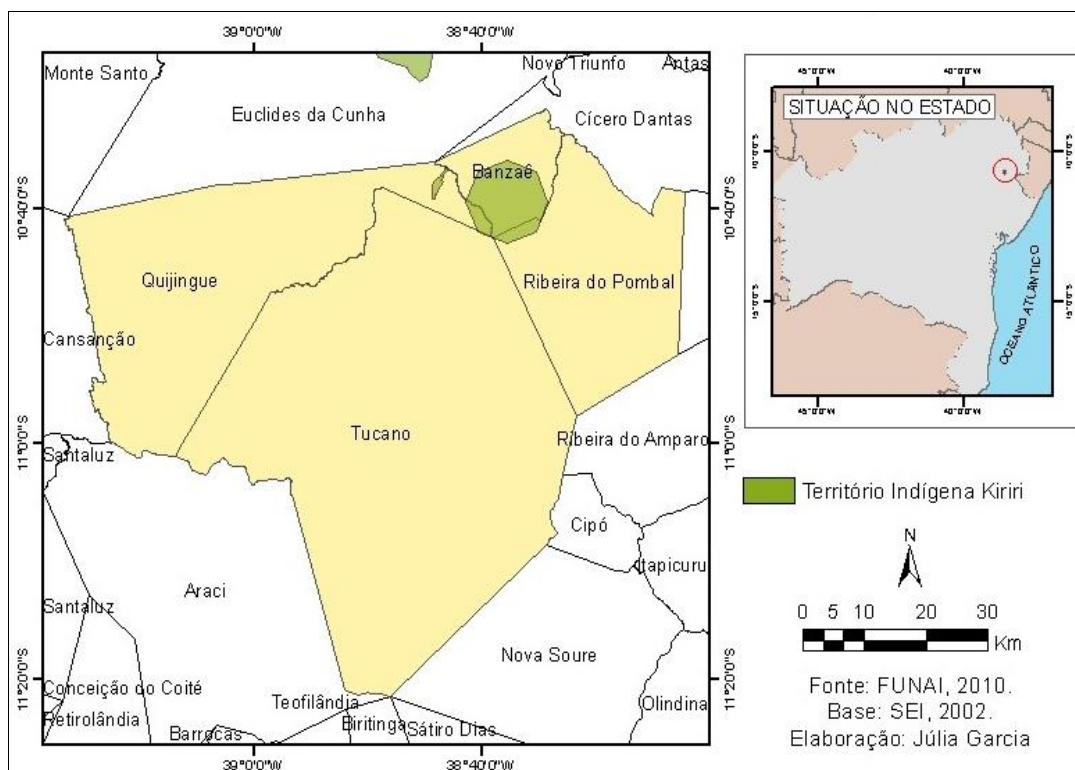 39°0'0"W
38°40'0"W
Monte Santo
Novo Triunfo
Antas
Euclides da Cunha
Cícero Dantas
Banzaê
10°40'0"S
10°40'0"S
Quijingue
Ribeira do Pombal
Cansanção
Tucano
11°0'0"S
11°0'0"S
Santaluz
Ribeira do Amparo
Cipó
Itapicuru
Araci
Santaluz
Nova Soure
11°20'0"S
11°20'0"S
Conceição do Coité
Teofilândia
Olindina
Retirolândia
Barrocas
Biritinga
Sátiro Dias
39°0'0"W
38°40'0"W
SITUAÇÃO NO ESTADO
OCEANO ATLÂNTICO
Território Indígena Kiriri
N
0 5 10 20 30
Km
Fonte: FUNAI, 2010.
Base: SEI, 2002.
Elaboração: Júlia Garcia